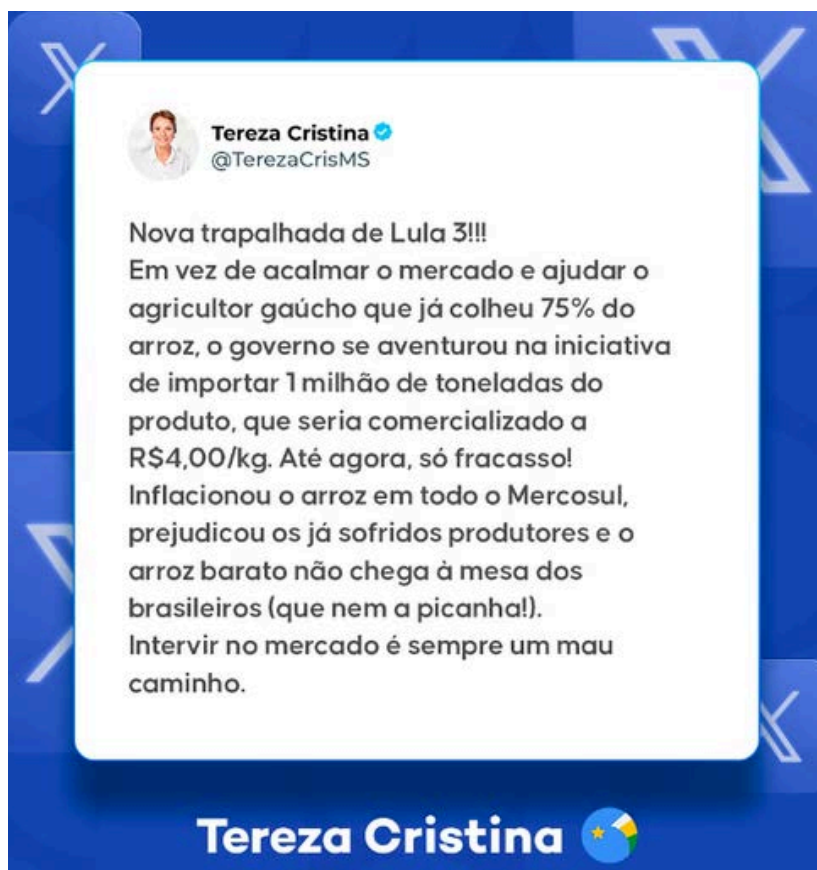 Tereza Cristina
@TerezaCrisMS
Nova trapalhada de Lula 3!!!
Em vez de acalmar o mercado e ajudar o
agricultor gaúcho que já colheu 75% do
arroz, o governo se aventurou na iniciativa
de importar 1 milhão de toneladas do
produto, que seria comercializado a
R$4,00/kg. Até agora, só fracasso!
Inflacionou o arroz em todo o Mercosul,
prejudicou os já sofridos produtores e o
arroz barato não chega à mesa dos
brasileiros (que nem a picanha!).
Intervir no mercado é sempre um mau
caminho.
Tereza Cristina